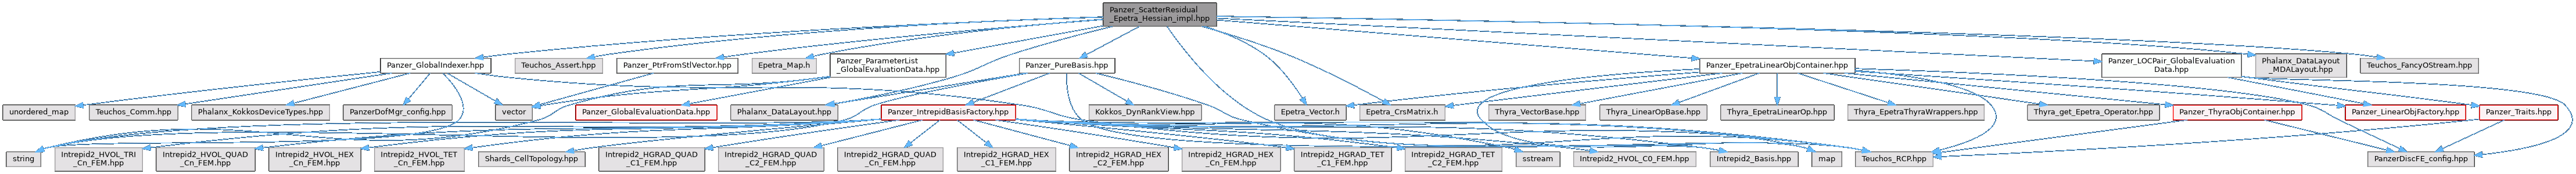 Panzer_ScatterResidual
_Epetra_Hessian_impl.hpp
Panzer_GlobalIndexer.hpp
Teuchos_Assert.hpp
Panzer_PtrFromStlVector.hpp
Epetra_Map.h
Panzer_ParameterList
_GlobalEvaluationData.hpp
Panzer_PureBasis.hpp
Panzer_EpetraLinearObjContainer.hpp
Panzer_LOCPair_GlobalEvaluation
Data.hpp
Phalanx_DataLayout
_MDALayout.hpp
Teuchos_FancyOStream.hpp
unordered_map
Teuchos_Comm.hpp
Phalanx_KokkosDeviceTypes.hpp
PanzerDofMgr_config.hpp
vector
Panzer_GlobalEvaluationData.hpp
Phalanx_DataLayout.hpp
Panzer_IntrepidBasisFactory.hpp
Kokkos_DynRankView.hpp
Epetra_Vector.h
Epetra_CrsMatrix.h
Thyra_VectorBase.hpp
Thyra_LinearOpBase.hpp
Thyra_EpetraLinearOp.hpp
Thyra_EpetraThyraWrappers.hpp
Thyra_get_Epetra_Operator.hpp
Panzer_ThyraObjContainer.hpp
Panzer_LinearObjFactory.hpp
Panzer_Traits.hpp
string
Intrepid2_HVOL_TRI
_Cn_FEM.hpp
Intrepid2_HVOL_QUAD
_Cn_FEM.hpp
Intrepid2_HVOL_HEX
_Cn_FEM.hpp
Intrepid2_HVOL_TET
_Cn_FEM.hpp
Shards_CellTopology.hpp
Intrepid2_HGRAD_QUAD
_C1_FEM.hpp
Intrepid2_HGRAD_QUAD
_C2_FEM.hpp
Intrepid2_HGRAD_QUAD
_Cn_FEM.hpp
Intrepid2_HGRAD_HEX
_C1_FEM.hpp
Intrepid2_HGRAD_HEX
_C2_FEM.hpp
Intrepid2_HGRAD_HEX
_Cn_FEM.hpp
Intrepid2_HGRAD_TET
_C1_FEM.hpp
Intrepid2_HGRAD_TET
_C2_FEM.hpp
sstream
Intrepid2_HVOL_C0_FEM.hpp
Intrepid2_Basis.hpp
map
Teuchos_RCP.hpp
PanzerDiscFE_config.hpp